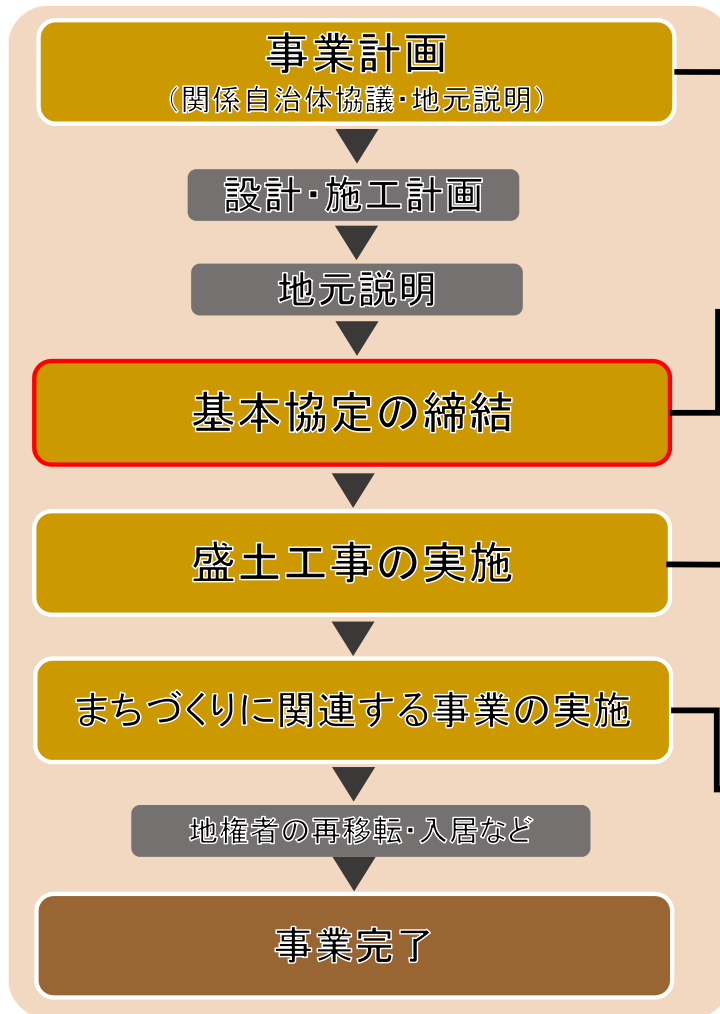 事業計画
（関係自治体協議・地元説明）
設計・施工計画
地元説明
基本協定の締結
盛土工事の実施
まちづくりに関連する事業の実施
地権者の再移転・入居など
事業完了